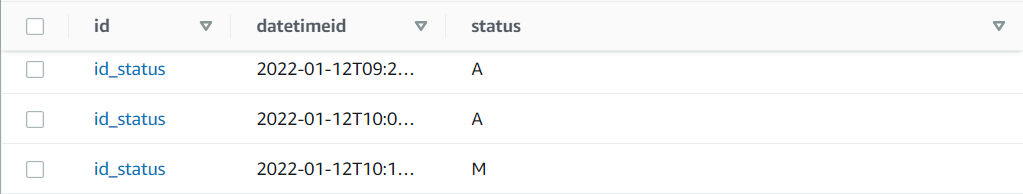 id datetimeid status
id_status 2022-01-12T09:2... A
id_status 2022-01-12T10:0... A
id_status 2022-01-12T10:1... M